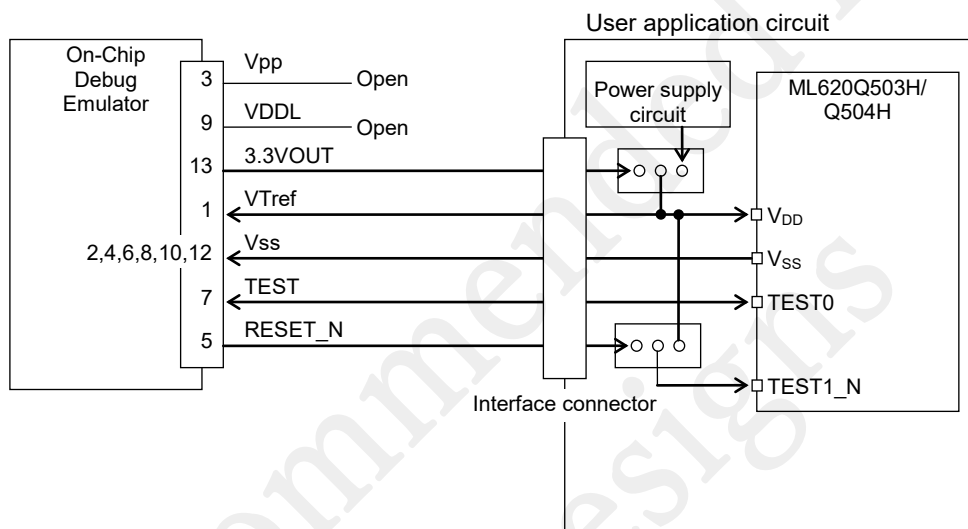 User application circuit
On-Chip
Debug
Emulator
3
Vpp
Open
9
VDDL
Open
13
3.3VOUT
1
VTref
2,4,6,8,10,12
Vss
7
TEST
5
RESET_N
Interface connector
Power supply
circuit
ML620Q503H/
Q504H
VDD
VSS
TEST0
TEST1_N
ommended
esigns